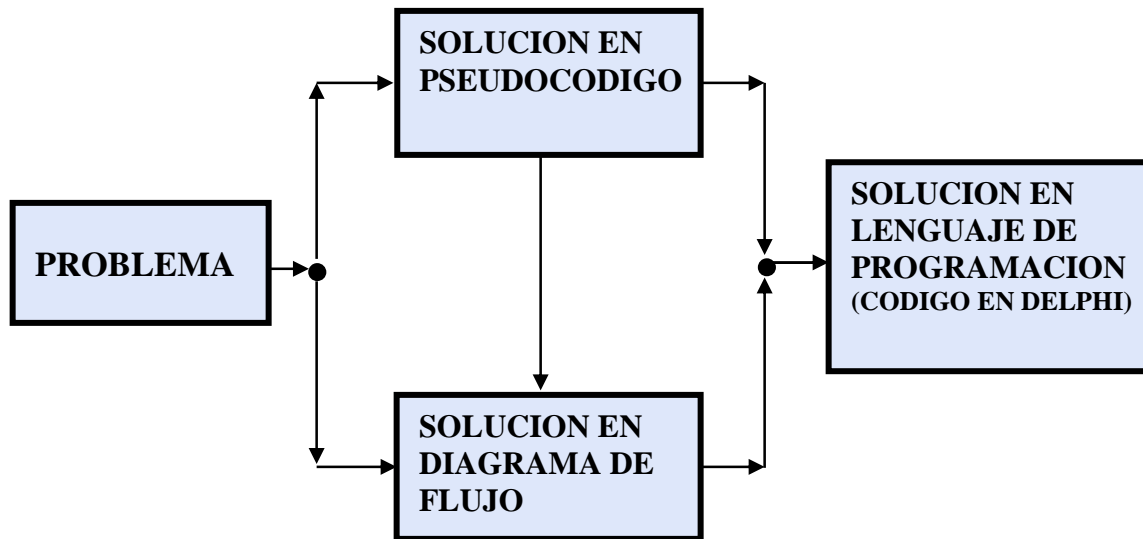 PROBLEMA
SOLUCION EN
PSEUDOCODIGO
SOLUCION EN
DIAGRAMA DE
FLUJO
SOLUCION EN
LENGUAJE DE
PROGRAMACION
(CODIGO EN DELPHI)